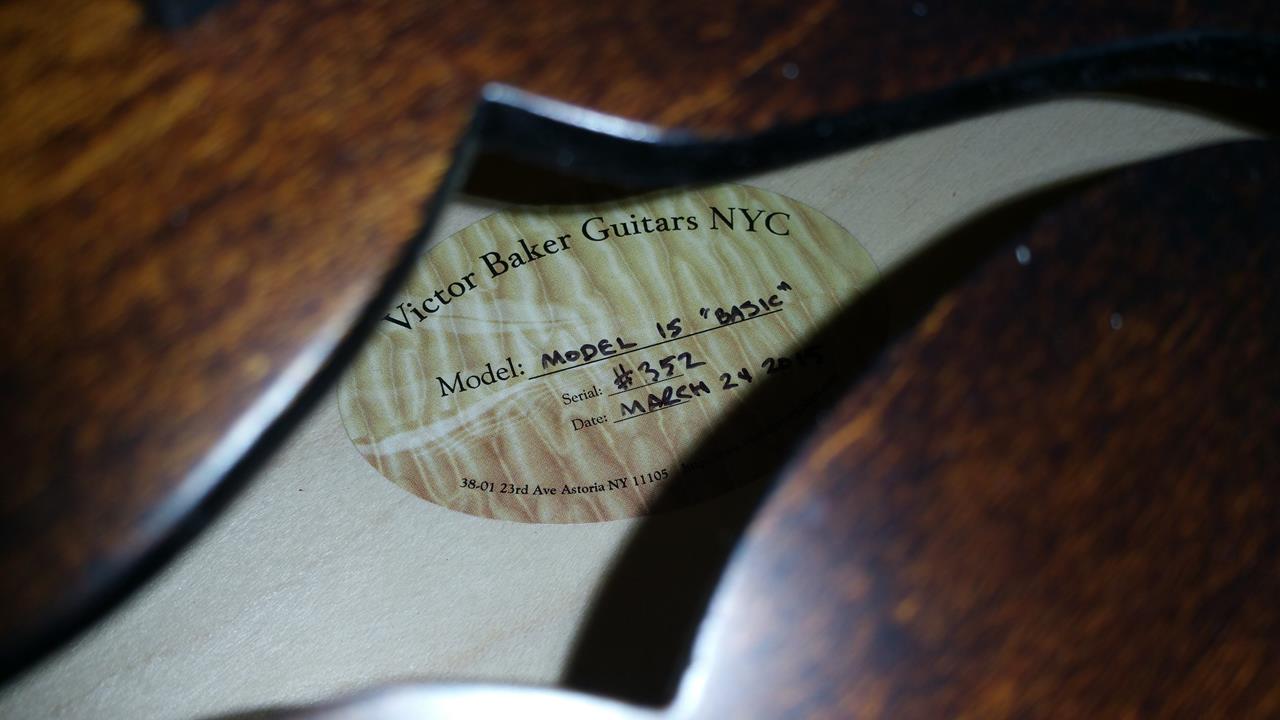 Victor Baker Guitars NYC
Model: MODEL 15 "BASIC"
Serial: #352
Date: MARCH 24 2015
38-01 23rd Ave Astoria NY 11105